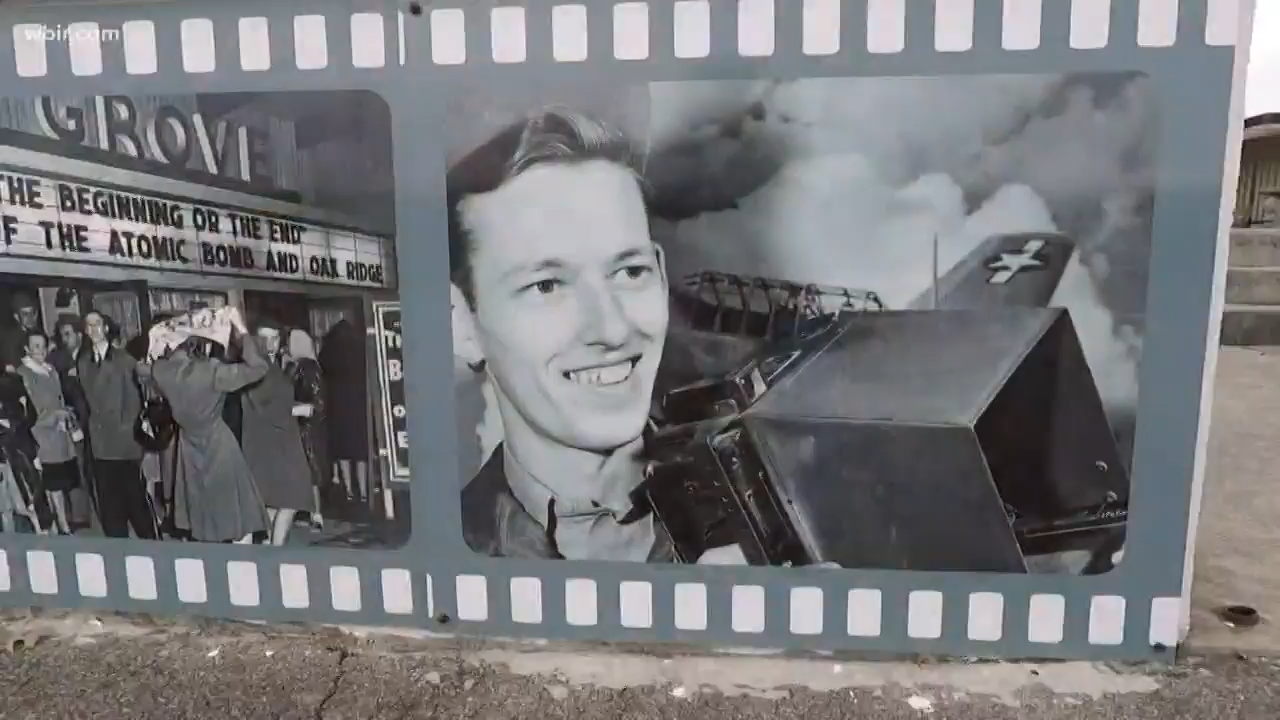 wbir.com
GROVE
THE BEGINNING OR THE END
F THE ATOMIC BOMB AND OAK RIDGE